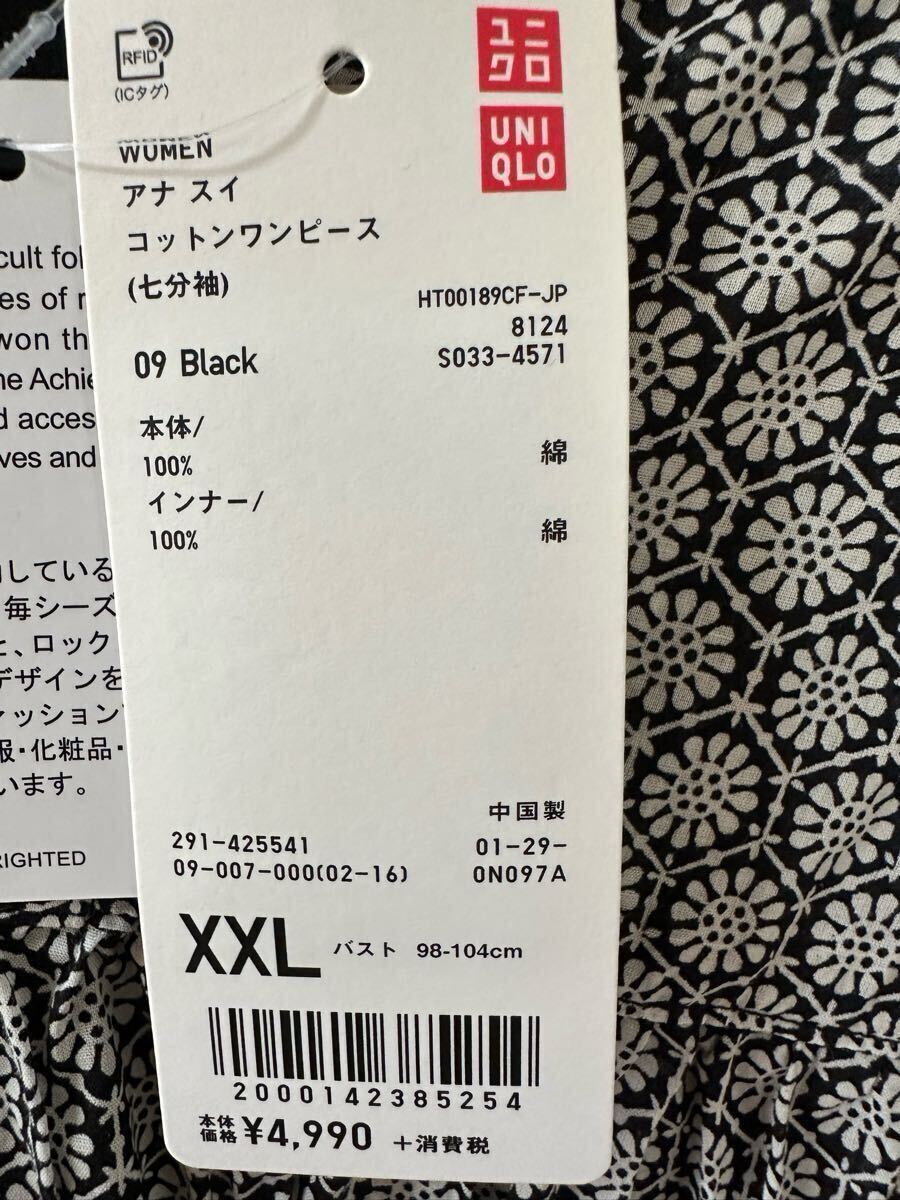 RFID
(ICタグ)
ユニ
クロ
UNI
QLO
WOMEN
アナ スイ
コットンワンピース
(七分袖)
HT00189CF-JP
8124
09 Black
S033-4571
本体/
100% 綿
インナー/
100% 綿
中国製
291-425541 01-29-
09-007-000(02-16) 0N097A
XXL バスト 98-104cm
2000142385254
本体
価格 ¥4,990 +消費税
cult fol
es of
won th
ne Achie
d acces
ves and
している
毎シーズ
、ロック
デザインを
ァッション
服・化粧品・
います。
RIGHTED